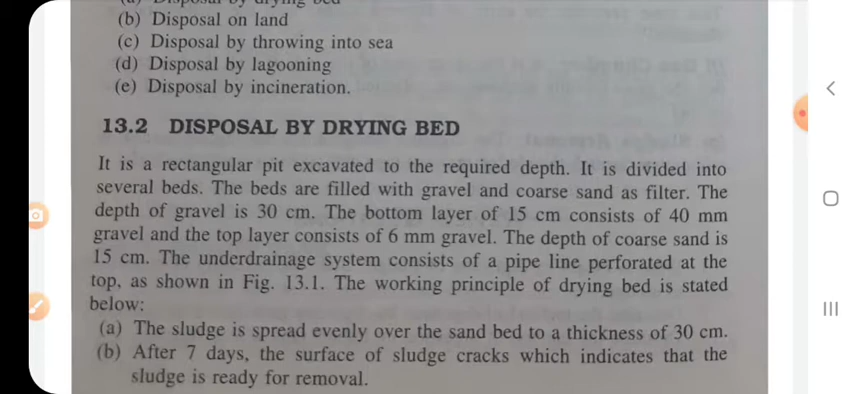 (a) Disposal by drying bed
(b) Disposal on land
(c) Disposal by throwing into sea
(d) Disposal by lagooning
(e) Disposal by incineration.
13.2 DISPOSAL BY DRYING BED
It is a rectangular pit excavated to the required depth. It is divided into
several beds. The beds are filled with gravel and coarse sand as filter. The
depth of gravel is 30 cm. The bottom layer of 15 cm consists of 40 mm
gravel and the top layer consists of 6 mm gravel. The depth of coarse sand is
15 cm. The underdrainage system consists of a pipe line perforated at the
top, as shown in Fig. 13.1. The working principle of drying bed is stated
below:
(a) The sludge is spread evenly over the sand bed to a thickness of 30 cm.
(b) After 7 days, the surface of sludge cracks which indicates that the
sludge is ready for removal.